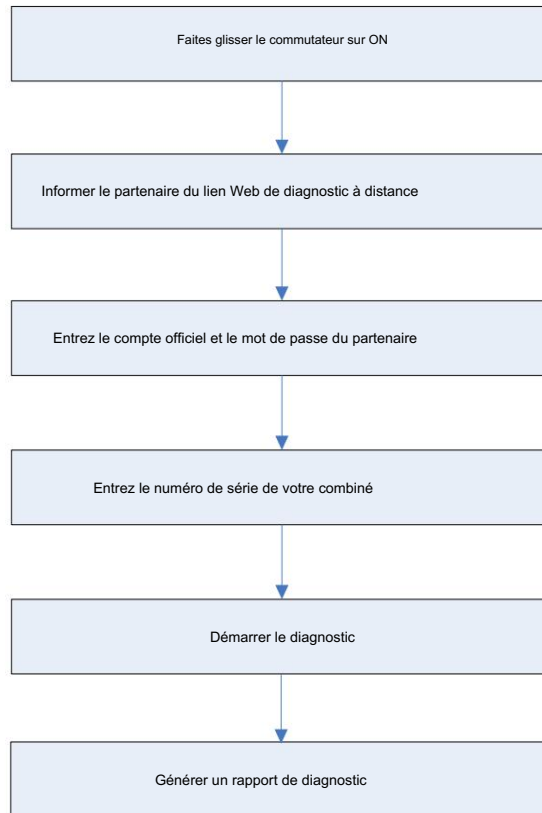 Faites glisser le commutateur sur ON
Informer le partenaire du lien Web de diagnostic à distance
Entrez le compte officiel et le mot de passe du partenaire
Entrez le numéro de série de votre combiné
Démarrer le diagnostic
Générer un rapport de diagnostic